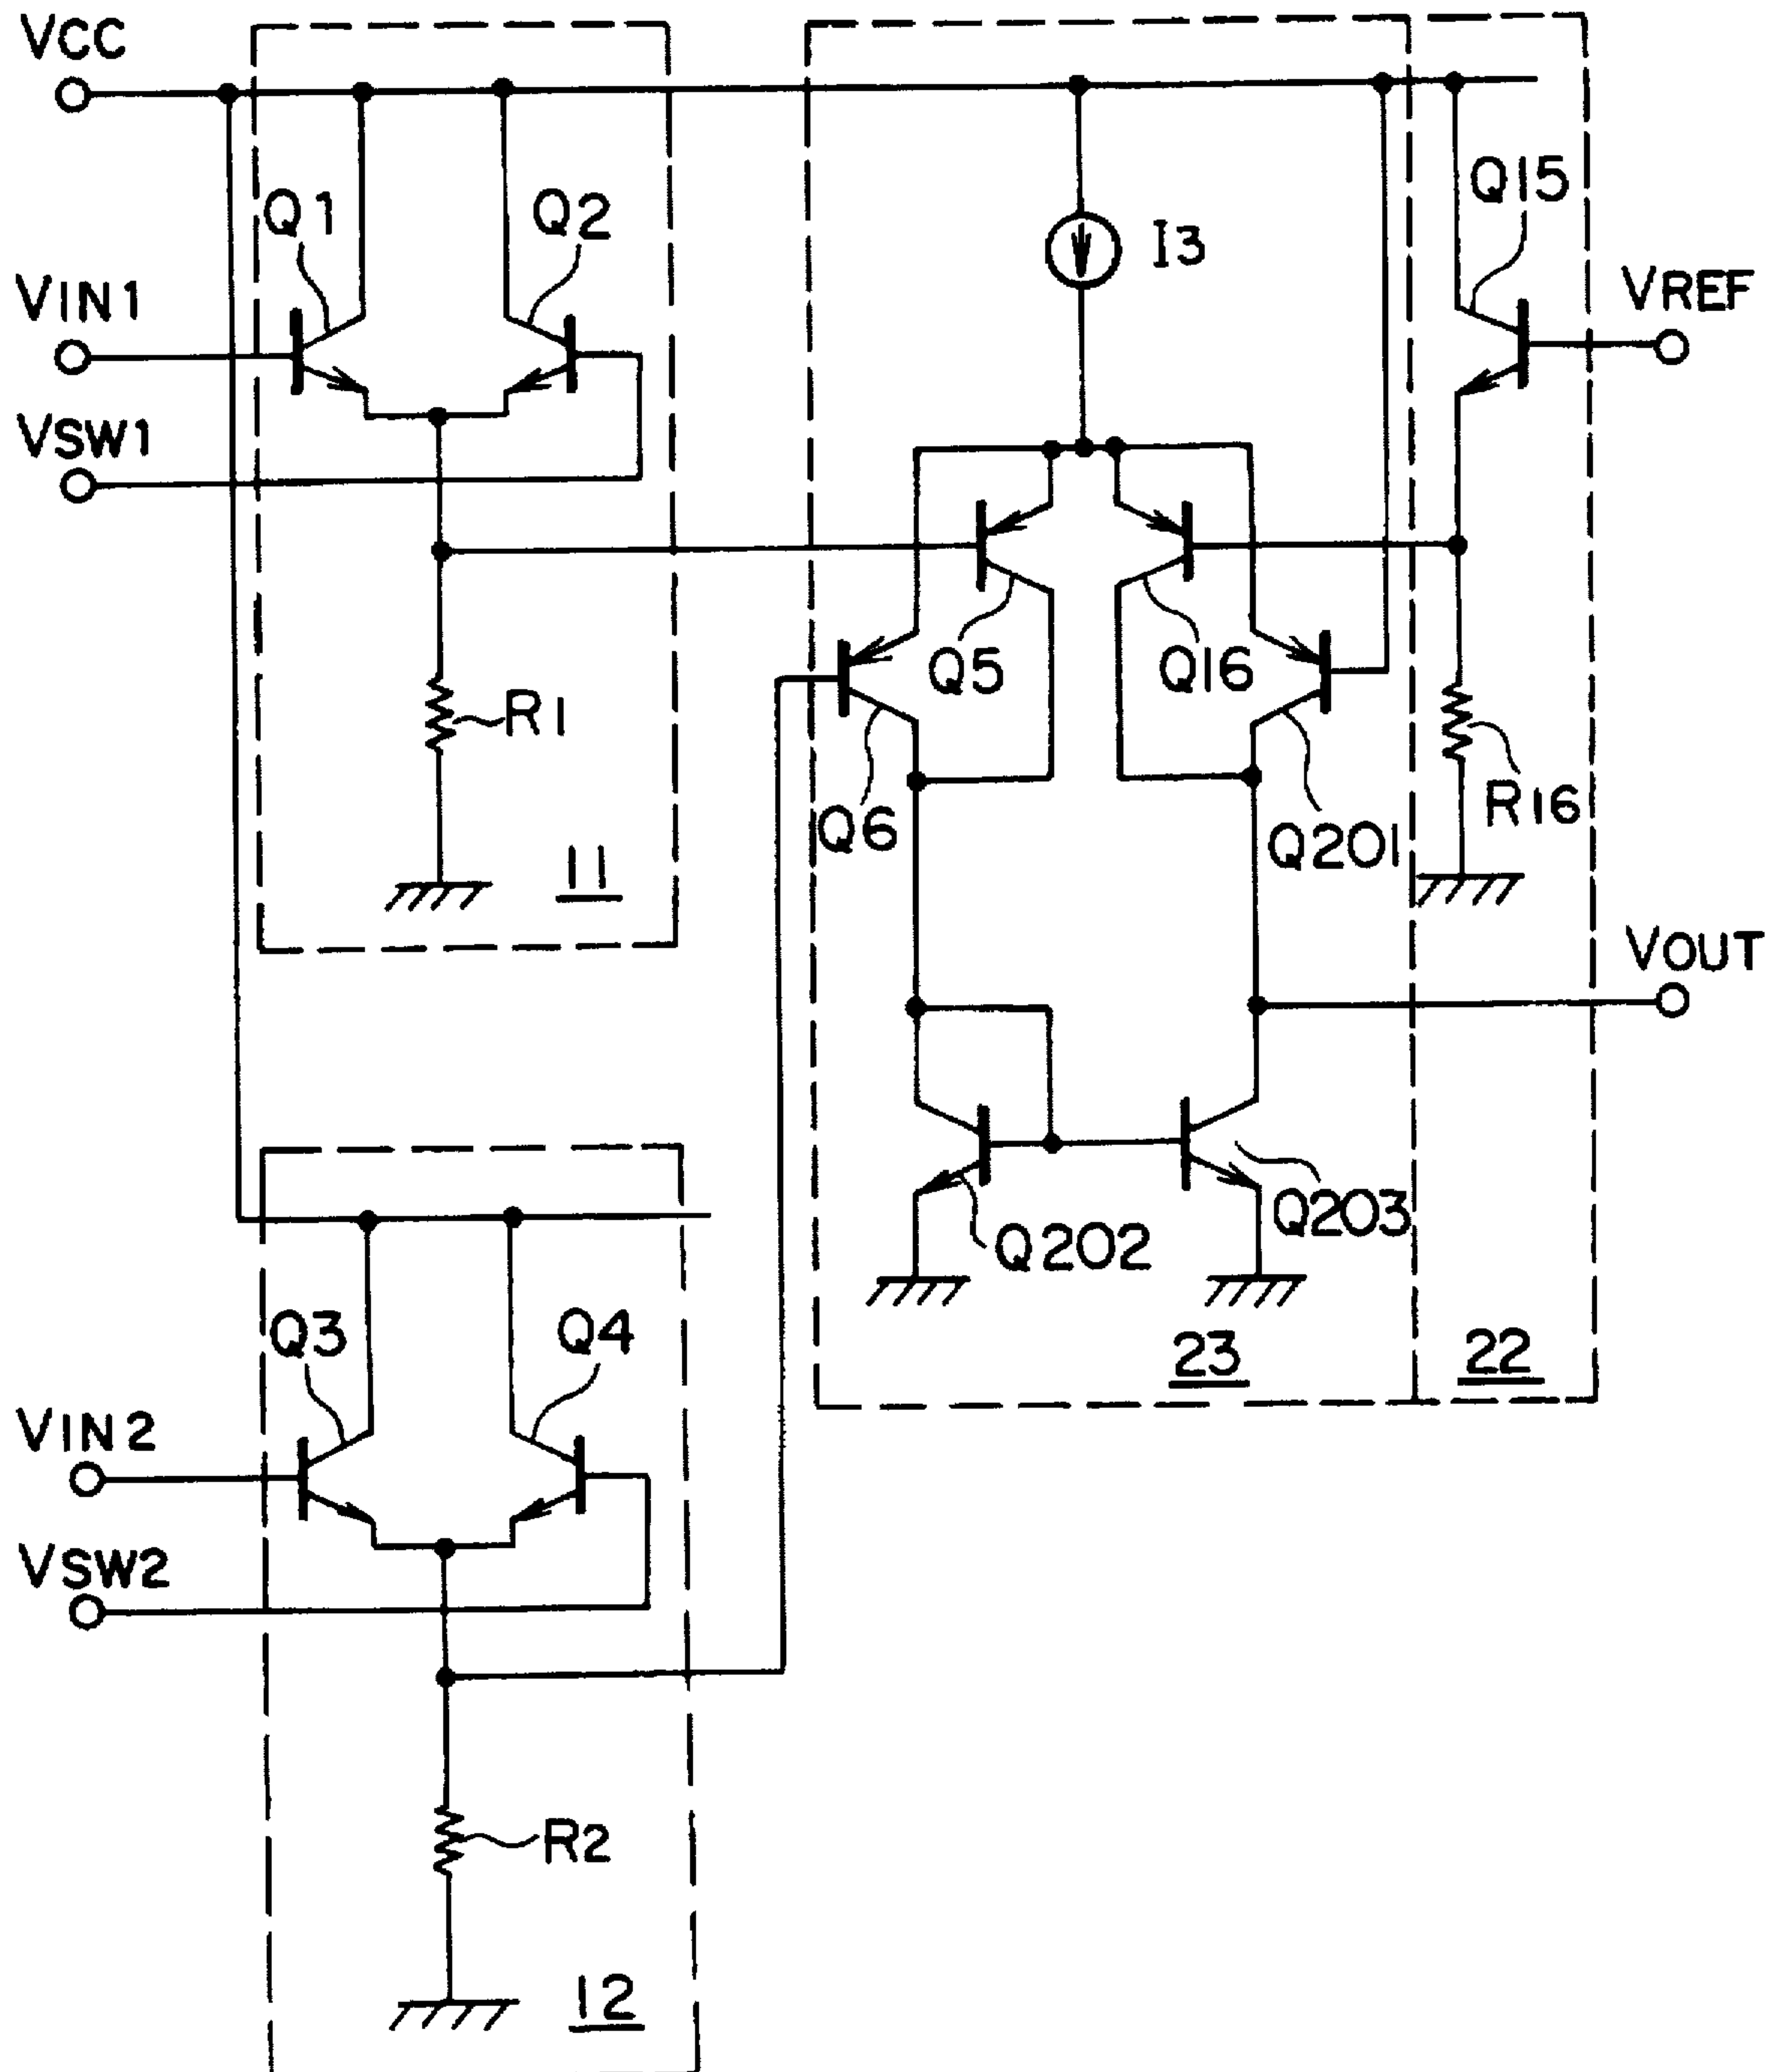 VCC
Q1
Q2
Q15
I3
VIN1
VREF
VSW1
R1
Q5
Q16
Q6
Q201
R16
11
VOUT
Q202
Q203
Q3
Q4
23
22
VIN2
VSW2
R2
12